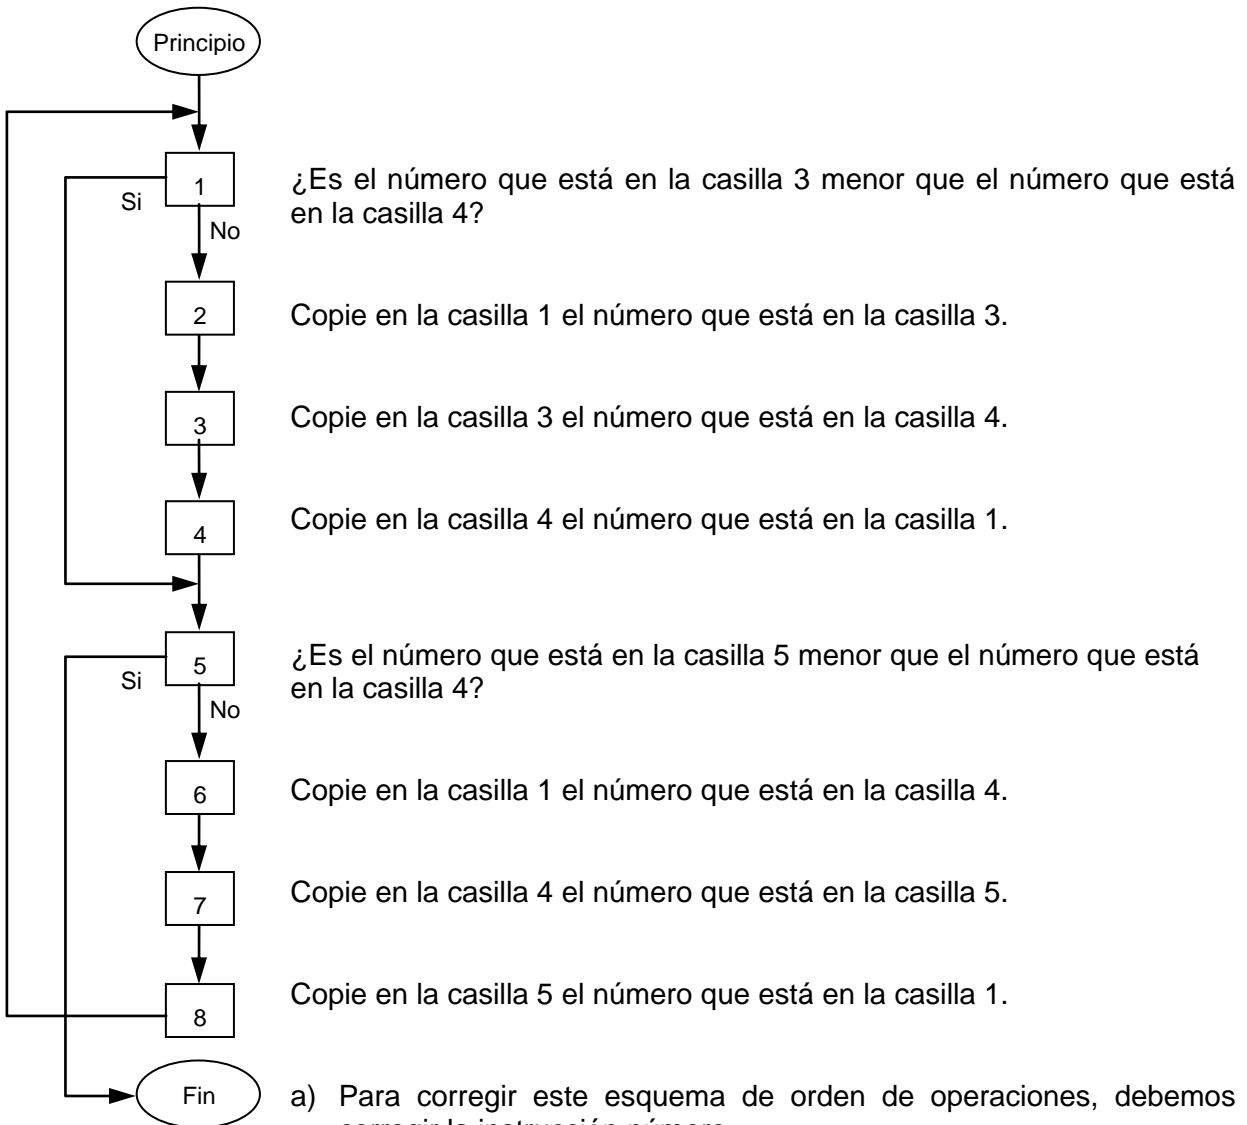 Principio
1
Si
No
¿Es el número que está en la casilla 3 menor que el número que está
en la casilla 4?
2
Copie en la casilla 1 el número que está en la casilla 3.
3
Copie en la casilla 3 el número que está en la casilla 4.
4
Copie en la casilla 4 el número que está en la casilla 1.
5
Si
No
¿Es el número que está en la casilla 5 menor que el número que está
en la casilla 4?
6
Copie en la casilla 1 el número que está en la casilla 4.
7
Copie en la casilla 4 el número que está en la casilla 5.
8
Copie en la casilla 5 el número que está en la casilla 1.
Fin
a) Para corregir este esquema de orden de operaciones, debemos
corregir la instrucción número